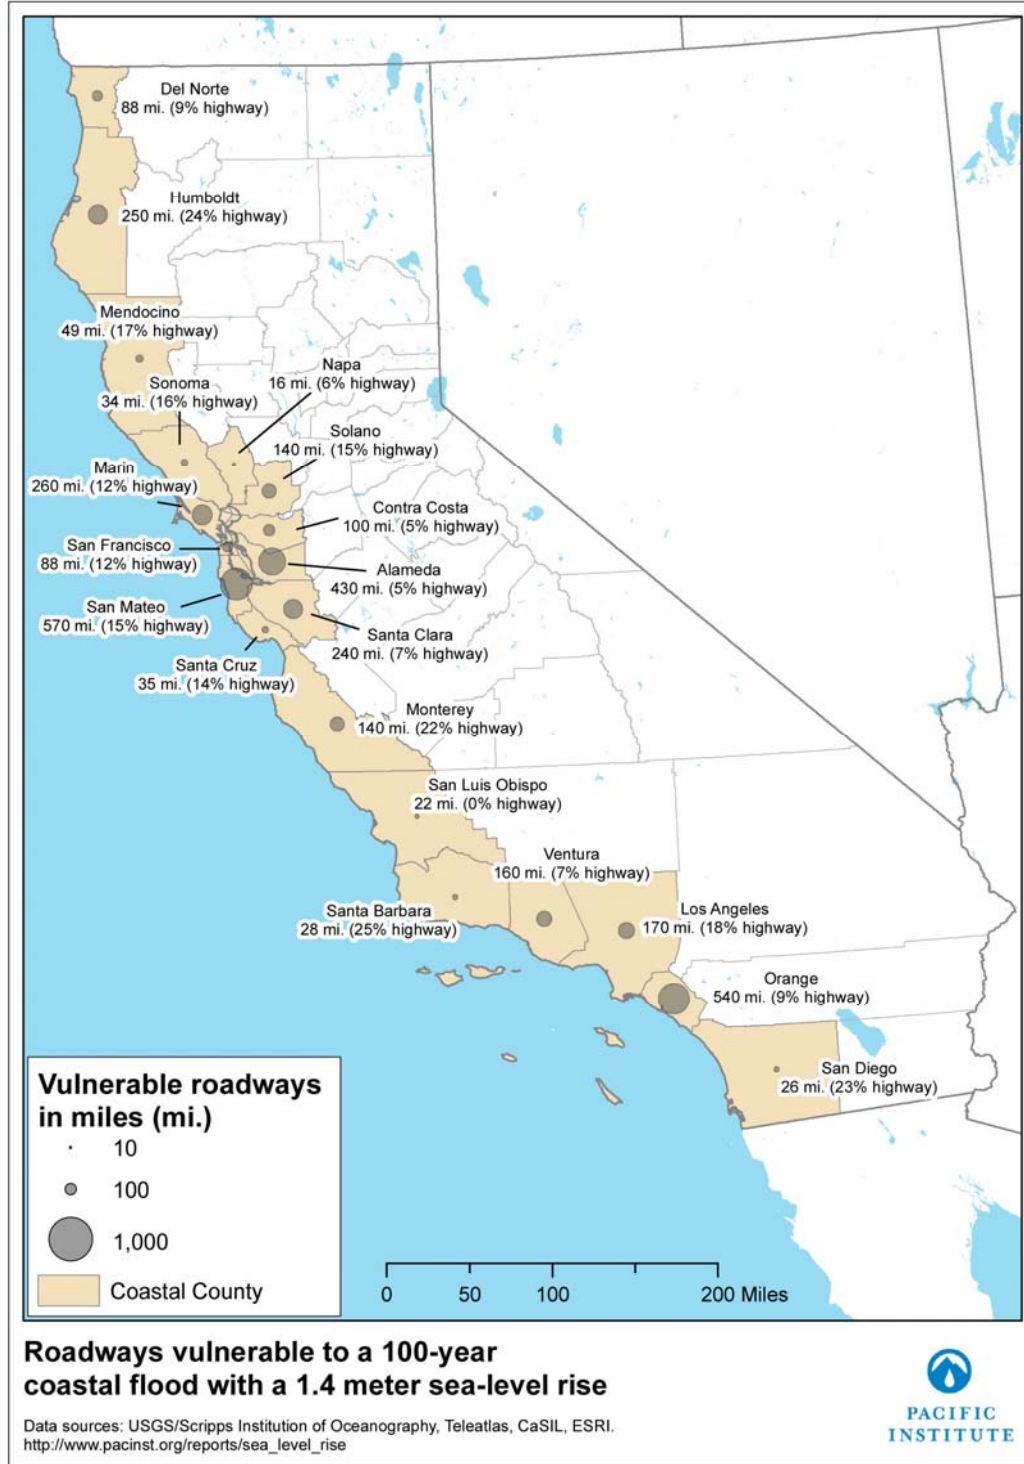 Del Norte
88 mi. (9% highway)
Humboldt
250 mi. (24% highway)
Mendocino
49 mi. (17% highway)
Napa
16 mi. (6% highway)
Sonoma
34 mi. (16% highway)
Solano
140 mi. (15% highway)
Marin
260 mi. (12% highway)
Contra Costa
100 mi. (5% highway)
San Francisco
88 mi. (12% highway)
Alameda
430 mi. (5% highway)
San Mateo
570 mi. (15% highway)
Santa Clara
240 mi. (7% highway)
Santa Cruz
35 mi. (14% highway)
Monterey
140 mi. (22% highway)
San Luis Obispo
22 mi. (0% highway)
Ventura
160 mi. (7% highway)
Santa Barbara
28 mi. (25% highway)
Los Angeles
170 mi. (18% highway)
Orange
540 mi. (9% highway)
San Diego
26 mi. (23% highway)
Vulnerable roadways
in miles (mi.)
10
100
1,000
Coastal County
0 50 100 200 Miles
Roadways vulnerable to a 100-year
coastal flood with a 1.4 meter sea-level rise
Data sources: USGS/Scripps Institution of Oceanography, Teleatlas, CaSIL, ESRI.
http://www.pacinst.org/reports/sea_level_rise
PACIFIC
INSTITUTE